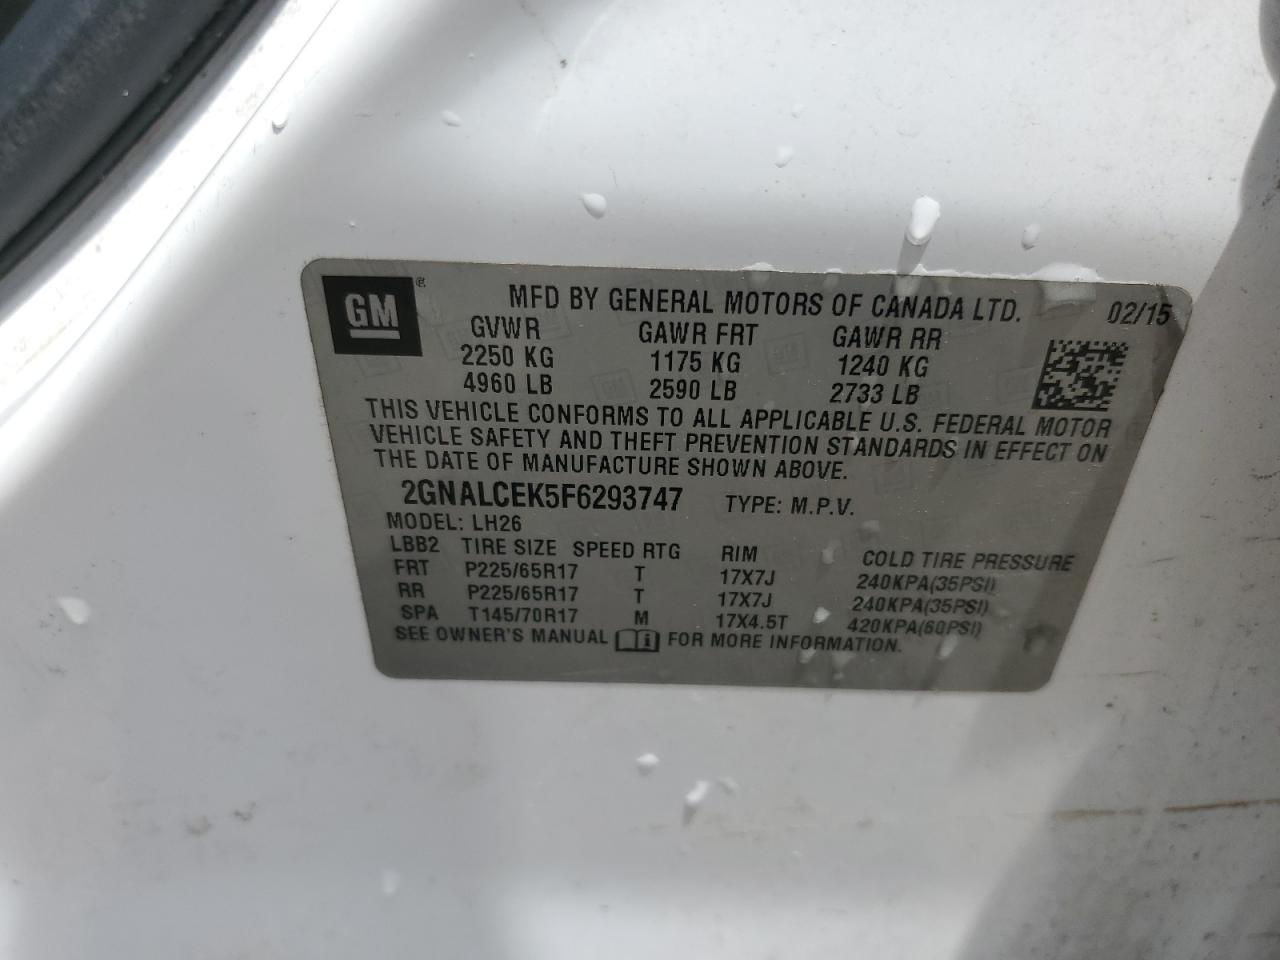 GM ®
MFD BY GENERAL MOTORS OF CANADA LTD. 02/15
GVWR GAWR FRT GAWR RR
2250 KG 1175 KG 1240 KG
4960 LB 2590 LB 2733 LB
THIS VEHICLE CONFORMS TO ALL APPLICABLE U.S. FEDERAL MOTOR
VEHICLE SAFETY AND THEFT PREVENTION STANDARDS IN EFFECT ON
THE DATE OF MANUFACTURE SHOWN ABOVE.
2GNALCEK5F6293747 TYPE: M.P.V.
MODEL: LH26
LBB2 TIRE SIZE SPEED RTG RIM COLD TIRE PRESSURE
FRT P225/65R17 T 17X7J 240KPA(35PSI)
RR P225/65R17 T 17X7J 240KPA(35PSI)
SPA T145/70R17 M 17X4.5T 420KPA(60PSI)
SEE OWNER'S MANUAL FOR MORE INFORMATION.